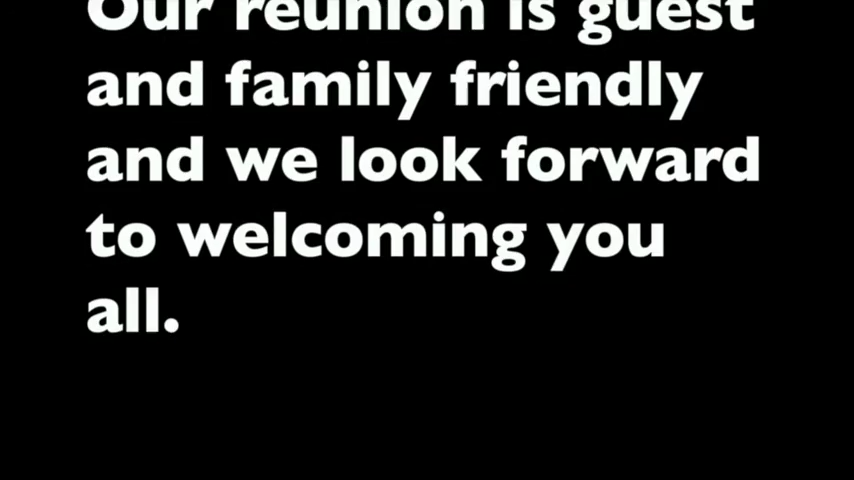 Our reunion is guest
and family friendly
and we look forward
to welcoming you
all.